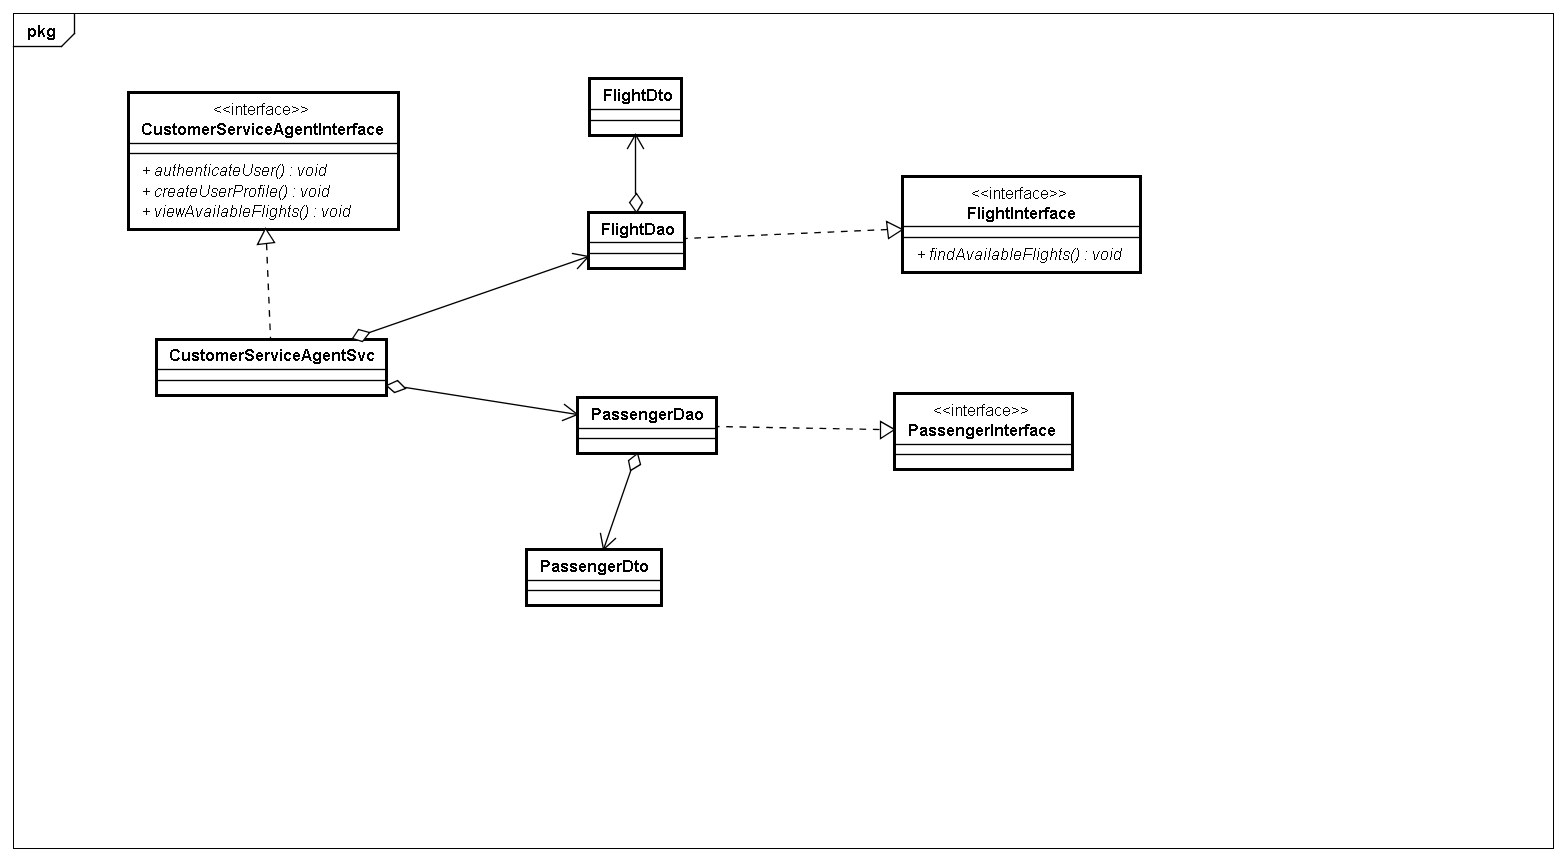 pkg
<<interface>>
CustomerServiceAgentInterface
+ authenticateUser() : void
+ createUserProfile() : void
+ viewAvailableFlights() : void
FlightDto
FlightDao
<<interface>>
FlightInterface
+ findAvailableFlights() : void
CustomerServiceAgentSvc
PassengerDao
<<interface>>
PassengerInterface
PassengerDto